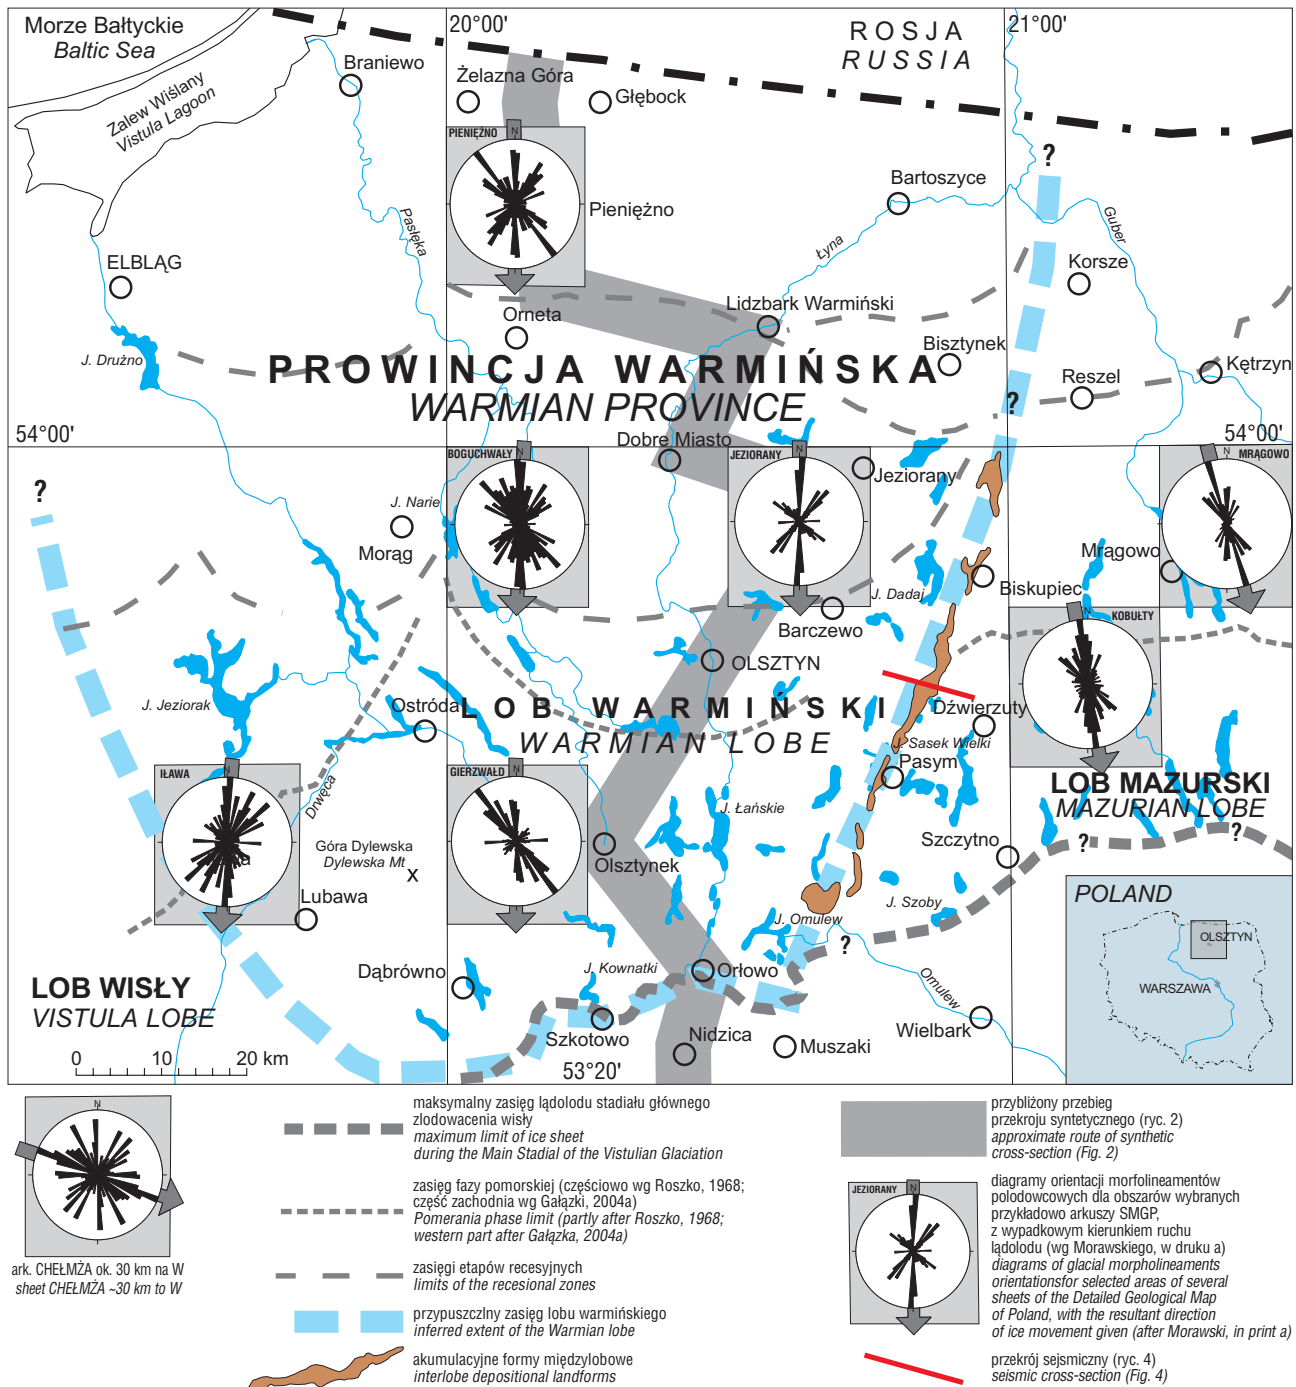 Morze Bałtyckie
Baltic Sea
20°00'
ROSJA
RUSSIA
21°00'
Braniewo
Żelazna Góra
Głębock
Zalew Wiślany
Vistula Lagoon
PIENIĘŻNO
N
Pieniężno
?
Bartoszyce
Pasłęka
Łyna
Guber
ELBLĄG
Korsze
Orneta
Lidzbark Warmiński
Bisztynek
J. Drużno
Reszel
Kętrzyn
PROWINCJA WARMIŃSKA
WARMIAN PROVINCE
?
54°00'
Dobre Miasto
54°00'
BOGUCHWAŁY
N
JEZIORANY
N
Jeziorany
N
MRĄGOWO
?
J. Narie
Morąg
Mrągowo
Biskupiec
J. Dadaj
Barczewo
N
KOBUŁTY
OLSZTYN
J. Jeziorak
Ostróda
LOB WARMIŃSKI
WARMIAN LOBE
Dźwierzuty
J. Sasek Wielki
Pasym
IŁAWA
N
GIERZWAŁD
N
LOB MAZURSKI
MAZURIAN LOBE
Drwęca
J. Łańskie
Góra Dylewska
Dylewska Mt
x
Olsztynek
Szczytno
?
?
Lubawa
J. Szoby
J. Omulew
?
POLAND
OLSZTYN
WARSZAWA
Dąbrówno
J. Kownatki
Orłowo
Omulew
LOB WISŁY
VISTULA LOBE
Szkotowo
Nidzica
Muszaki
Wielbark
0 10 20 km
53°20'
N
ark. CHEŁMŻA ok. 30 km na W
sheet CHEŁMŻA ~30 km to W
maksymalny zasięg lądolodu stadiału głównego
zlodowacenia wisły
maximum limit of ice sheet
during the Main Stadial of the Vistulian Glaciation
zasięg fazy pomorskiej (częściowo wg Roszko, 1968;
część zachodnia wg Gałązki, 2004a)
Pomerania phase limit (partly after Roszko, 1968;
western part after Gałązka, 2004a)
zasięgi etapów recesyjnych
limits of the recesional zones
przypuszczlny zasięg lobu warmińskiego
inferred extent of the Warmian lobe
akumulacyjne formy międzylobowe
interlobe depositional landforms
przybliżony przebieg
przekroju syntetycznego (ryc. 2)
approximate route of synthetic
cross-section (Fig. 2)
JEZIORANY
N
diagramy orientacji morfolineamentów
polodowcowych dla obszarów wybranych
przykładowo arkuszy SMGP,
z wypadkowym kierunkiem ruchu
lądolodu (wg Morawskiego, w druku a)
diagrams of glacial morpholineaments
orientationsfor selected areas of several
sheets of the Detailed Geological Map
of Poland, with the resultant direction
of ice movement given (after Morawski, in print a)
przekrój sejsmiczny (ryc. 4)
seismic cross-section (Fig. 4)